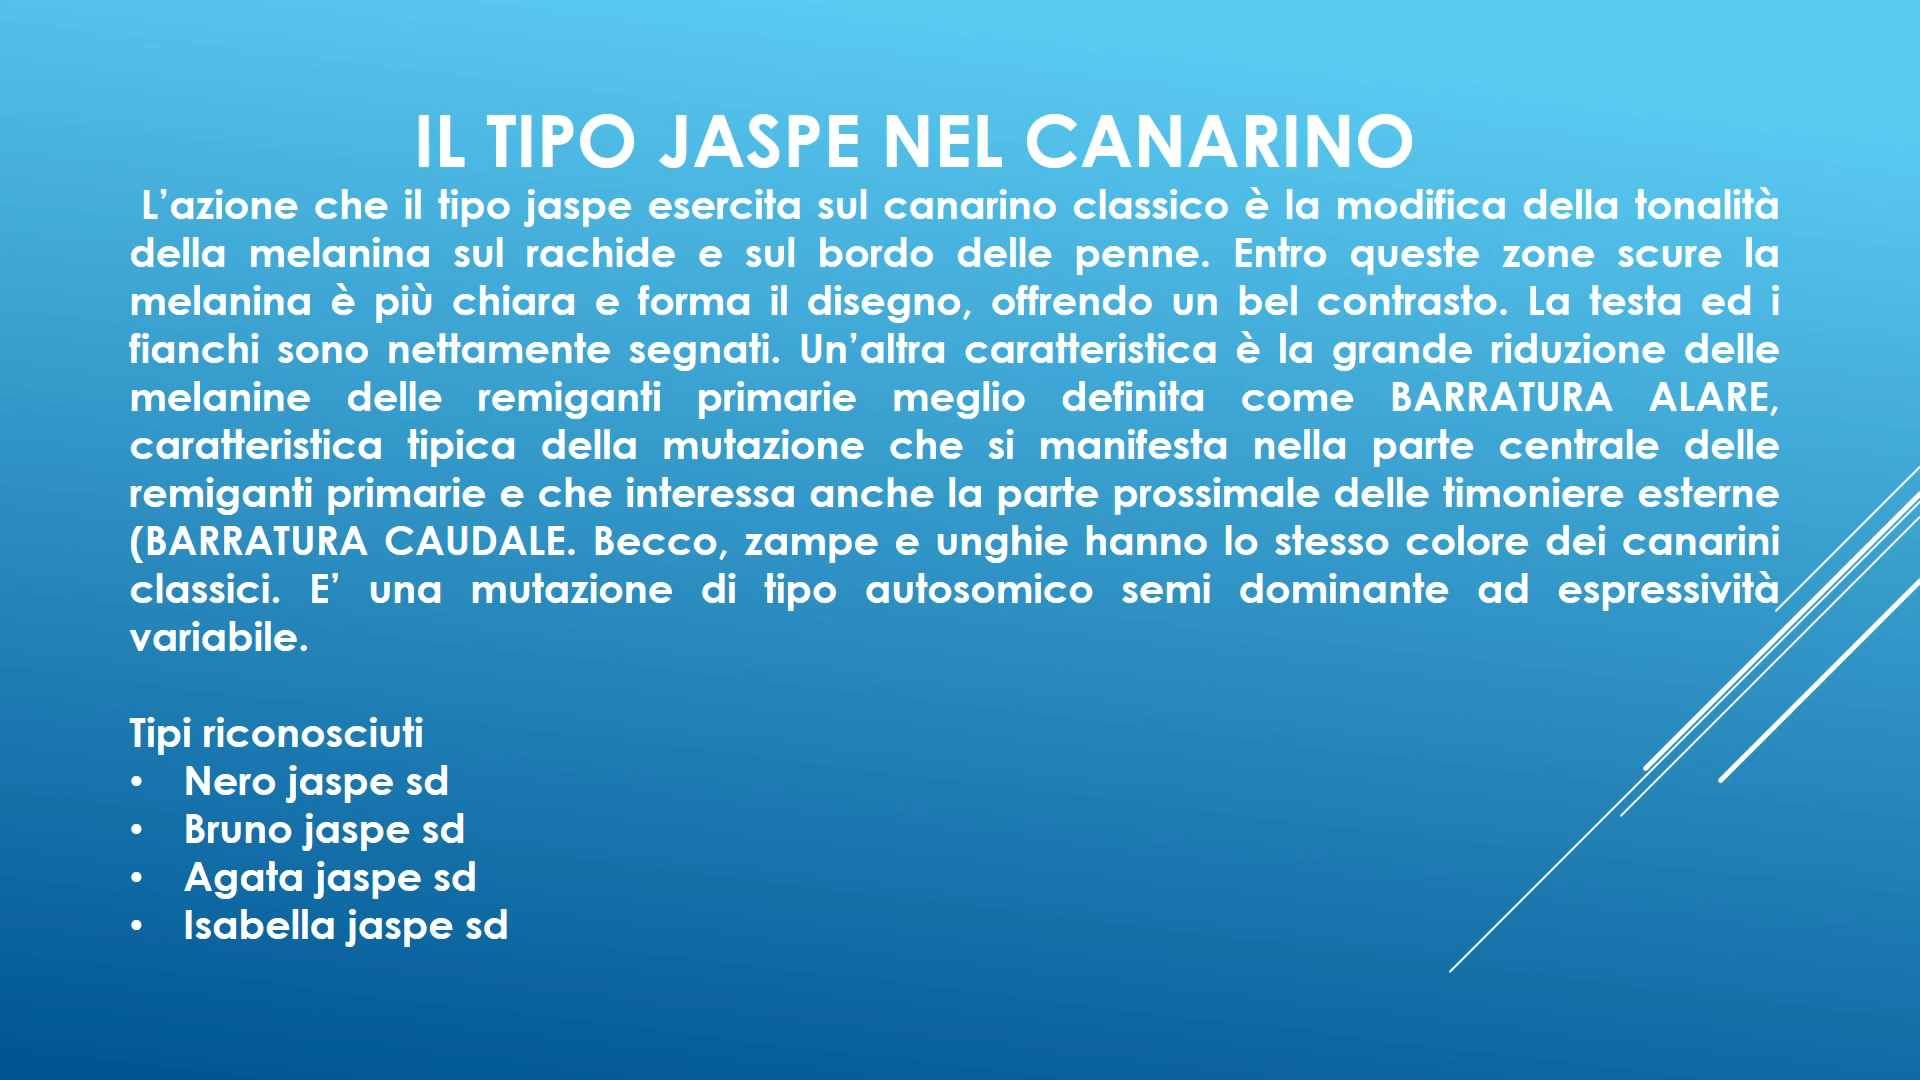 IL TIPO JASPE NEL CANARINO
L’azione che il tipo jaspe esercita sul canarino classico è la modifica della tonalità
della melanina sul rachide e sul bordo delle penne. Entro queste zone scure la
melanina è più chiara e forma il disegno, offrendo un bel contrasto. La testa ed i
fianchi sono nettamente segnati. Un’altra caratteristica è la grande riduzione delle
melanine delle remiganti primarie meglio definita come BARRATURA ALARE,
caratteristica tipica della mutazione che si manifesta nella parte centrale delle
remiganti primarie e che interessa anche la parte prossimale delle timoniere esterne
(BARRATURA CAUDALE. Becco, zampe e unghie hanno lo stesso colore dei canarini
classici. E’ una mutazione di tipo autosomico semi dominante ad espressività
variabile.
Tipi riconosciuti
• Nero jaspe sd
• Bruno jaspe sd
• Agata jaspe sd
• Isabella jaspe sd